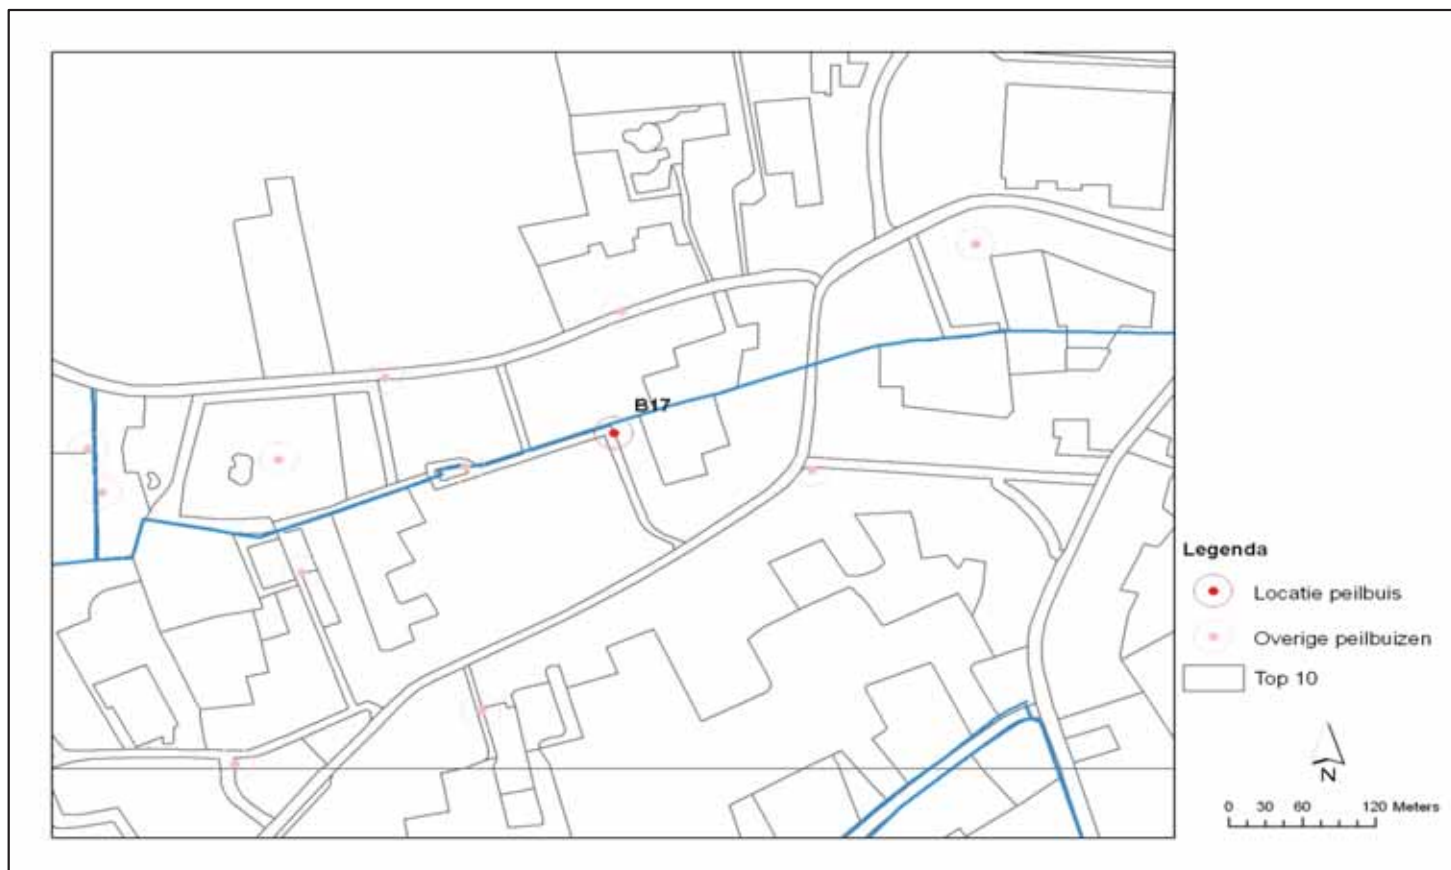 B17
Legenda
Locatie peilbuis
Overige peilbuizen
Top 10
N
0 30 60 120 Meters